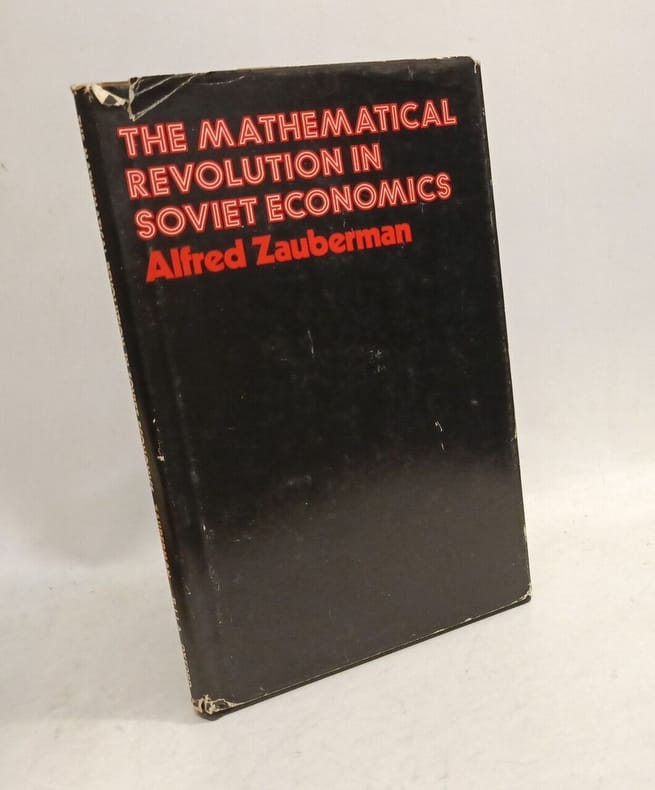 THE MATHEMATICAL
REVOLUTION IN
SOVIET ECONOMICS
Alfred Zauberman